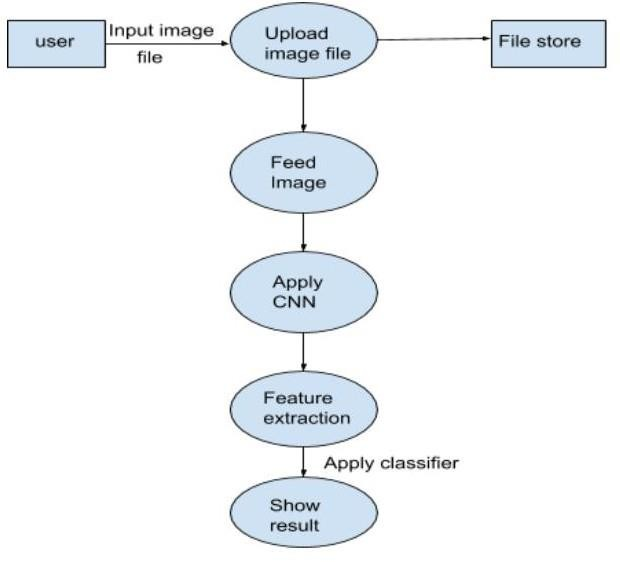 user
Input image
file
Upload
image file
File store
Feed
Image
Apply
CNN
Feature
extraction
Apply classifier
Show
result